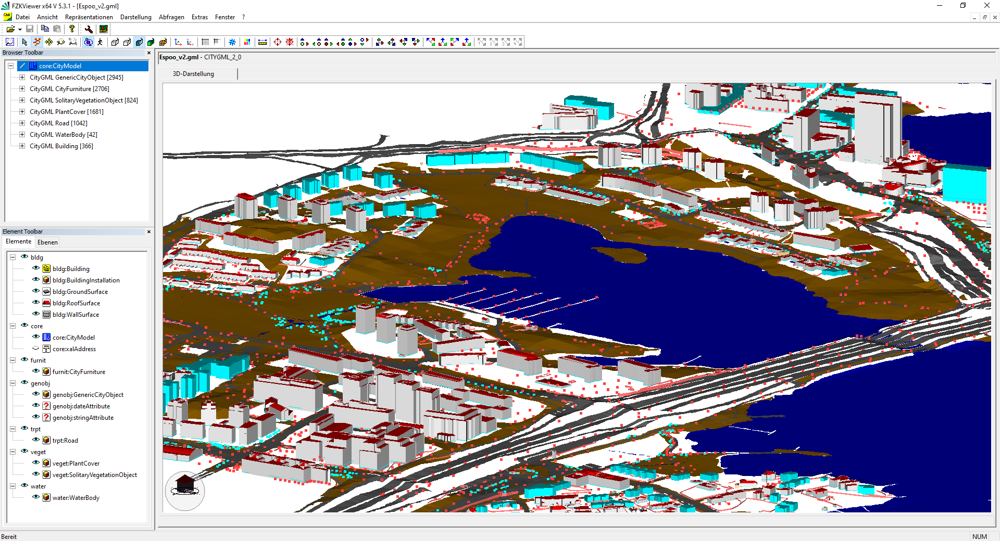 FZKViewer x64 V 5.3.1 - [Espoo_v2.gml]
GML Datei Ansicht Repräsentationen Darstellung Abfragen Extras Fenster ?
Browser Toolbar
core:CityModel
CityGML GenericCityObject [2945]
CityGML CityFurniture [2706]
CityGML SolitaryVegetationObject [824]
CityGML PlantCover [1681]
CityGML Road [1042]
CityGML WaterBody [42]
CityGML Building [366]
Element Toolbar
Elemente Ebenen
bldg
bldg:Building
bldg:BuildingInstallation
bldg:GroundSurface
bldg:RoofSurface
bldg:WallSurface
core
core:CityModel
core:xalAddress
furnit
furnit:CityFurniture
genobj
genobj:GenericCityObject
genobj:dateAttribute
genobj:stringAttribute
trpt
trpt:Road
veget
veget:PlantCover
veget:SolitaryVegetationObject
water
water:WaterBody
Espoo_v2.gml - CITYGML_2_0
3D-Darstellung
Bereit
NUM